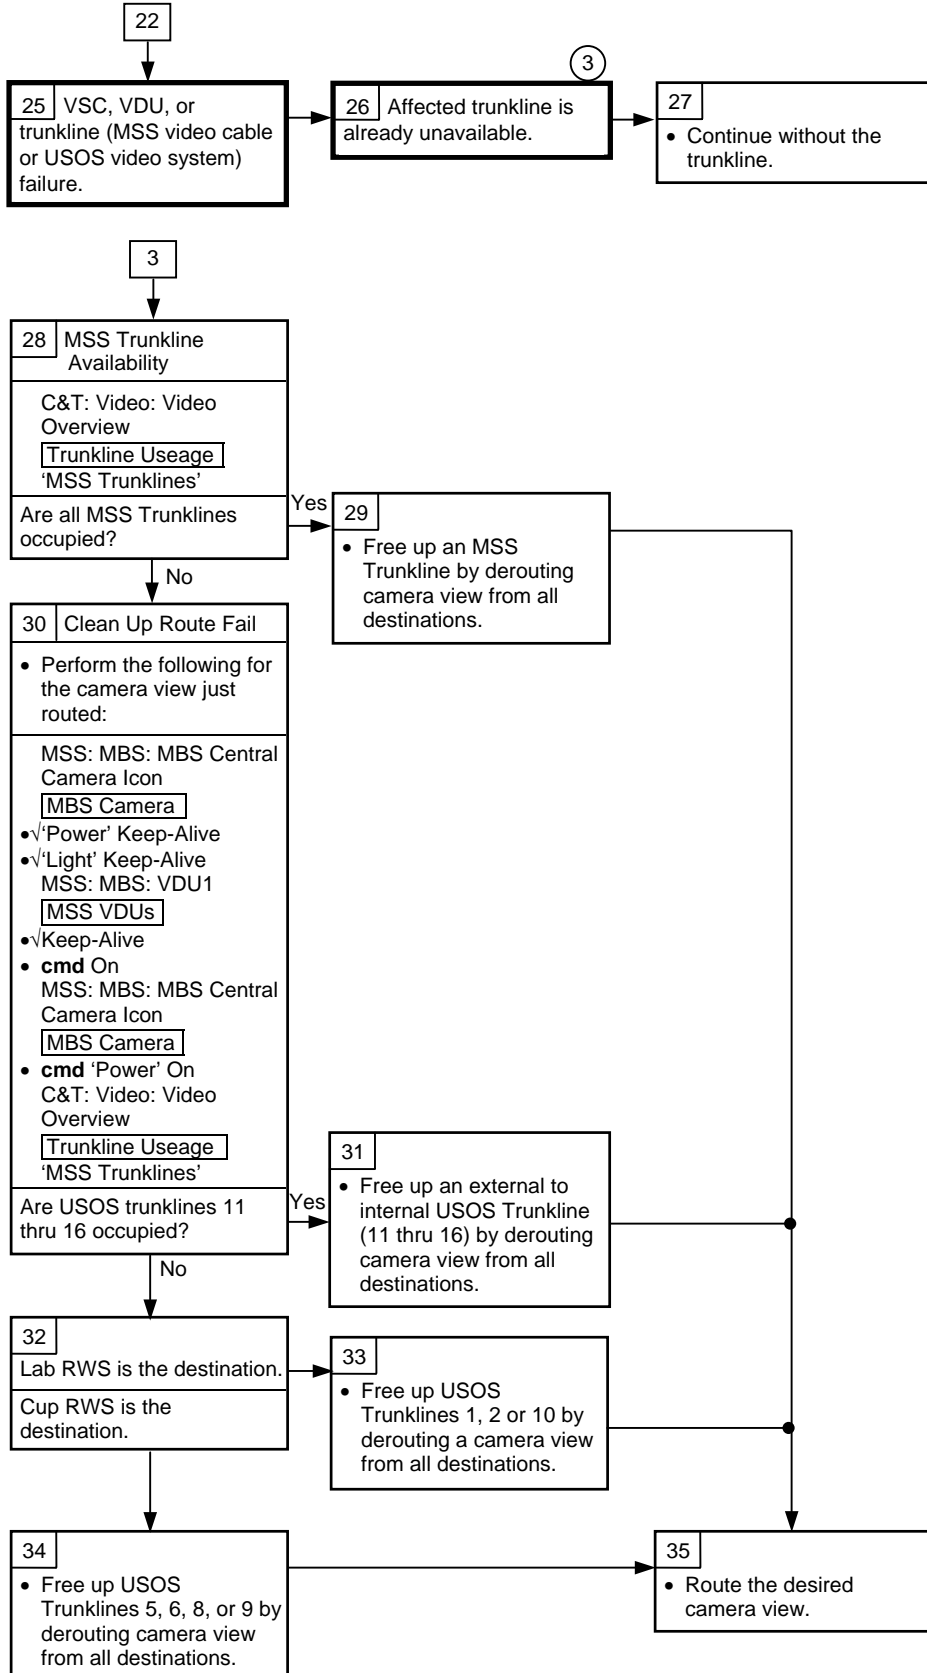 22
25 VSC, VDU, or
trunkline (MSS video cable
or USOS video system)
failure.
3
26 Affected trunkline is
already unavailable.
27
• Continue without the
trunkline.
3
28 MSS Trunkline
Availability
C&T: Video: Video
Overview
Trunkline Useage
‘MSS Trunklines’
Are all MSS Trunklines
occupied?
Yes
No
29
• Free up an MSS
Trunkline by derouting
camera view from all
destinations.
30 Clean Up Route Fail
• Perform the following for
the camera view just
routed:
MSS: MBS: MBS Central
Camera Icon
MBS Camera
•√‘Power’ Keep-Alive
•√‘Light’ Keep-Alive
MSS: MBS: VDU1
MSS VDUs
•√Keep-Alive
• cmd On
MSS: MBS: MBS Central
Camera Icon
MBS Camera
• cmd ‘Power’ On
C&T: Video: Video
Overview
Trunkline Useage
‘MSS Trunklines’
Are USOS trunklines 11
thru 16 occupied?
Yes
No
31
• Free up an external to
internal USOS Trunkline
(11 thru 16) by derouting
camera view from all
destinations.
32
Lab RWS is the destination.
Cup RWS is the
destination.
33
• Free up USOS
Trunklines 1, 2 or 10 by
derouting a camera view
from all destinations.
34
• Free up USOS
Trunklines 5, 6, 8, or 9 by
derouting camera view
from all destinations.
35
• Route the desired
camera view.